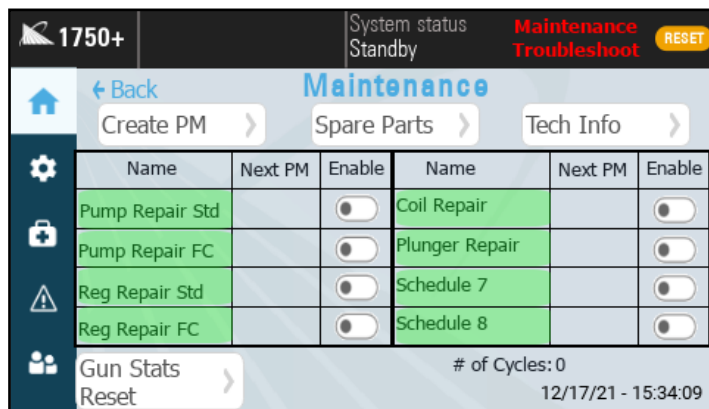 1750+
System status
Standby
Maintenance
Troubleshoot
RESET
Back
Maintenance
Create PM
Spare Parts
Tech Info
Name Next PM Enable Name Next PM Enable
Pump Repair Std Coil Repair
Pump Repair FC Plunger Repair
Reg Repair Std Schedule 7
Reg Repair FC Schedule 8
Gun Stats
Reset
# of Cycles: 0
12/17/21 - 15:34:09